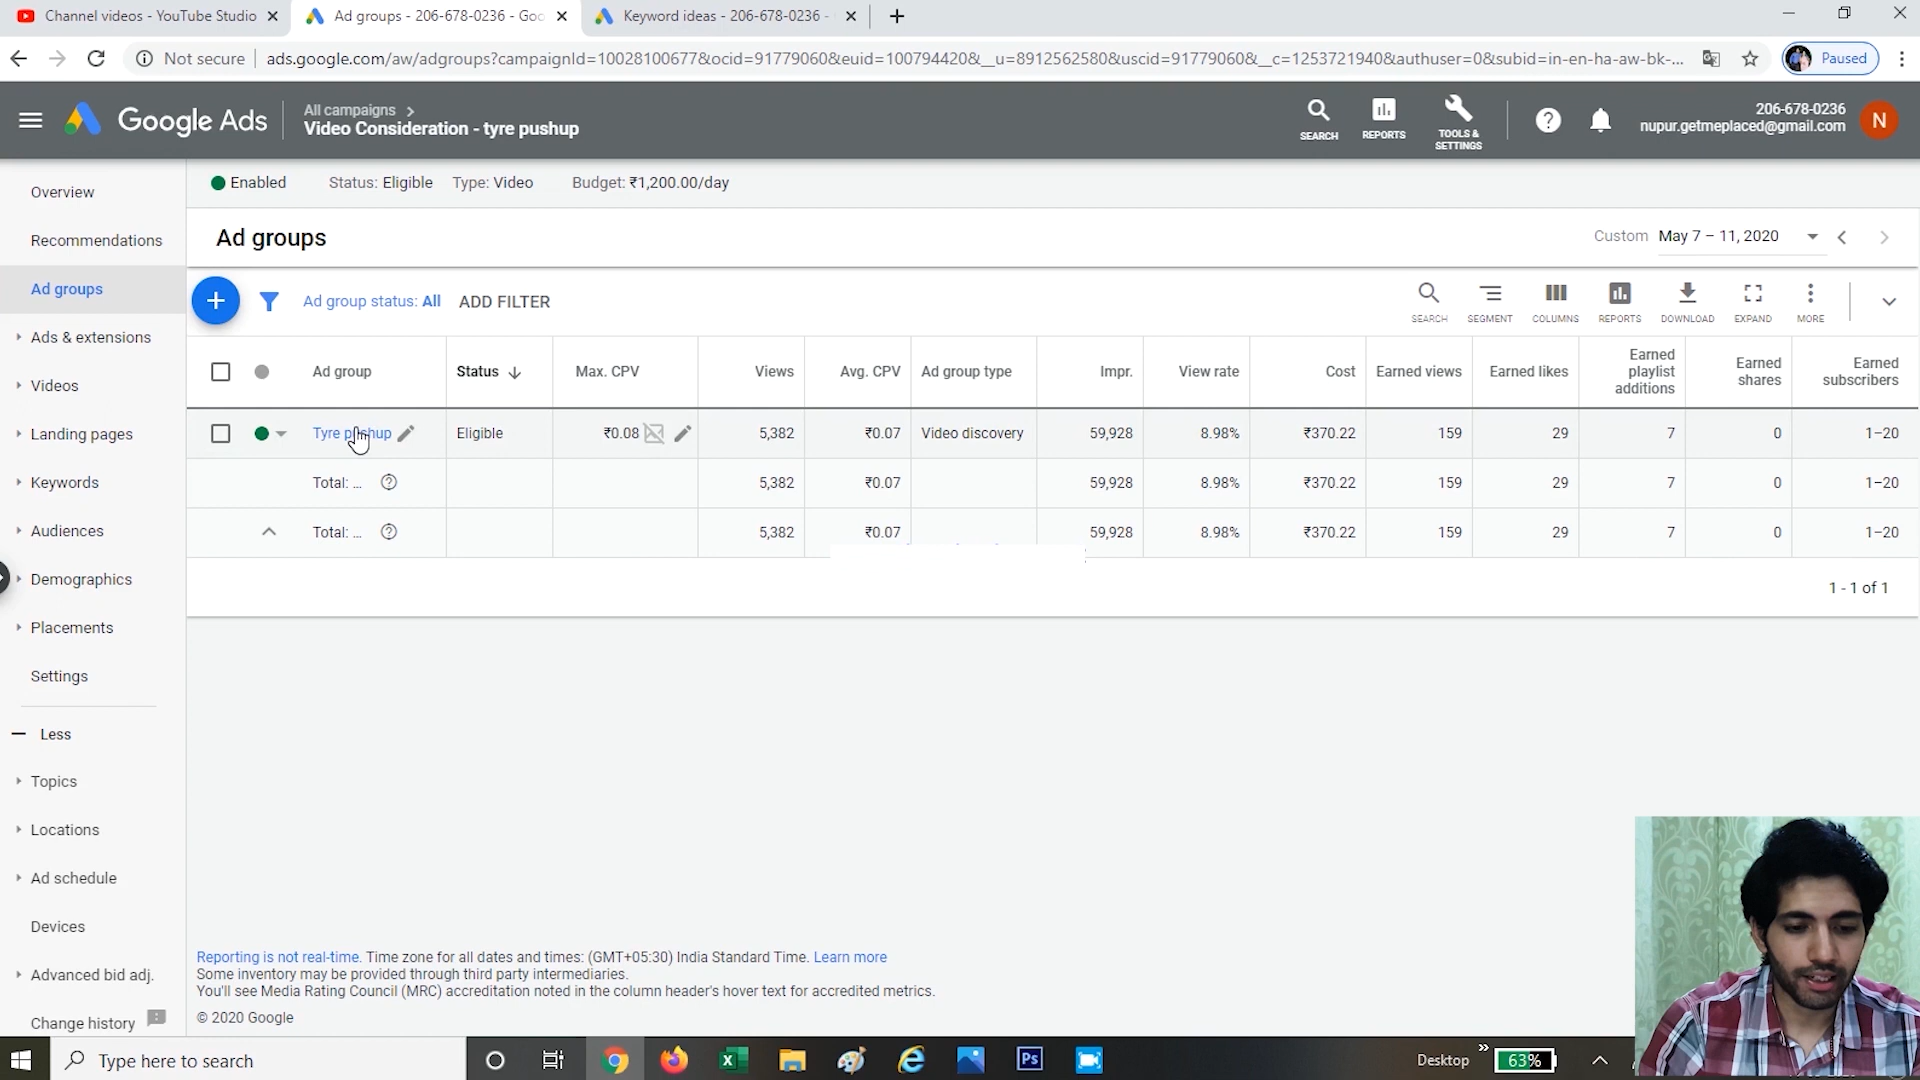 Channel videos - YouTube Studio
Ad groups - 206-678-0236 - Goo
Keyword ideas - 206-678-0236 -
Not secure
ads.google.com/aw/adgroups?campaignId=10028100677&ocid=91779060&euid=100794420&__u=8912562580&uscid=91779060&__c=1253721940&authuser=0&subid=in-en-ha-aw-bk-...
Paused
Google Ads
All campaigns
Video Consideration - tyre pushup
SEARCH
REPORTS
TOOLS & SETTINGS
206-678-0236
nupur.getmeplaced@gmail.com
N
Overview
Recommendations
Ad groups
Ads & extensions
Videos
Landing pages
Keywords
Audiences
Demographics
Placements
Settings
Less
Topics
Locations
Ad schedule
Devices
Advanced bid adj.
Change history
Enabled Status: Eligible Type: Video Budget: ₹1,200.00/day
Ad groups
Custom May 7 – 11, 2020
Ad group status: All ADD FILTER
SEARCH SEGMENT COLUMNS REPORTS DOWNLOAD EXPAND MORE
Ad group Status Max. CPV Views Avg. CPV Ad group type Impr. View rate Cost Earned views Earned likes Earned playlist additions Earned shares Earned subscribers
Tyre pushup Eligible ₹0.08 5,382 ₹0.07 Video discovery 59,928 8.98% ₹370.22 159 29 7 0 1–20
Total: ... 5,382 ₹0.07 59,928 8.98% ₹370.22 159 29 7 0 1–20
Total: ... 5,382 ₹0.07 59,928 8.98% ₹370.22 159 29 7 0 1–20
1 - 1 of 1
Reporting is not real-time. Time zone for all dates and times: (GMT+05:30) India Standard Time. Learn more
Some inventory may be provided through third party intermediaries.
You'll see Media Rating Council (MRC) accreditation noted in the column header's hover text for accredited metrics.
© 2020 Google
Type here to search
X
Ps
Desktop
63%